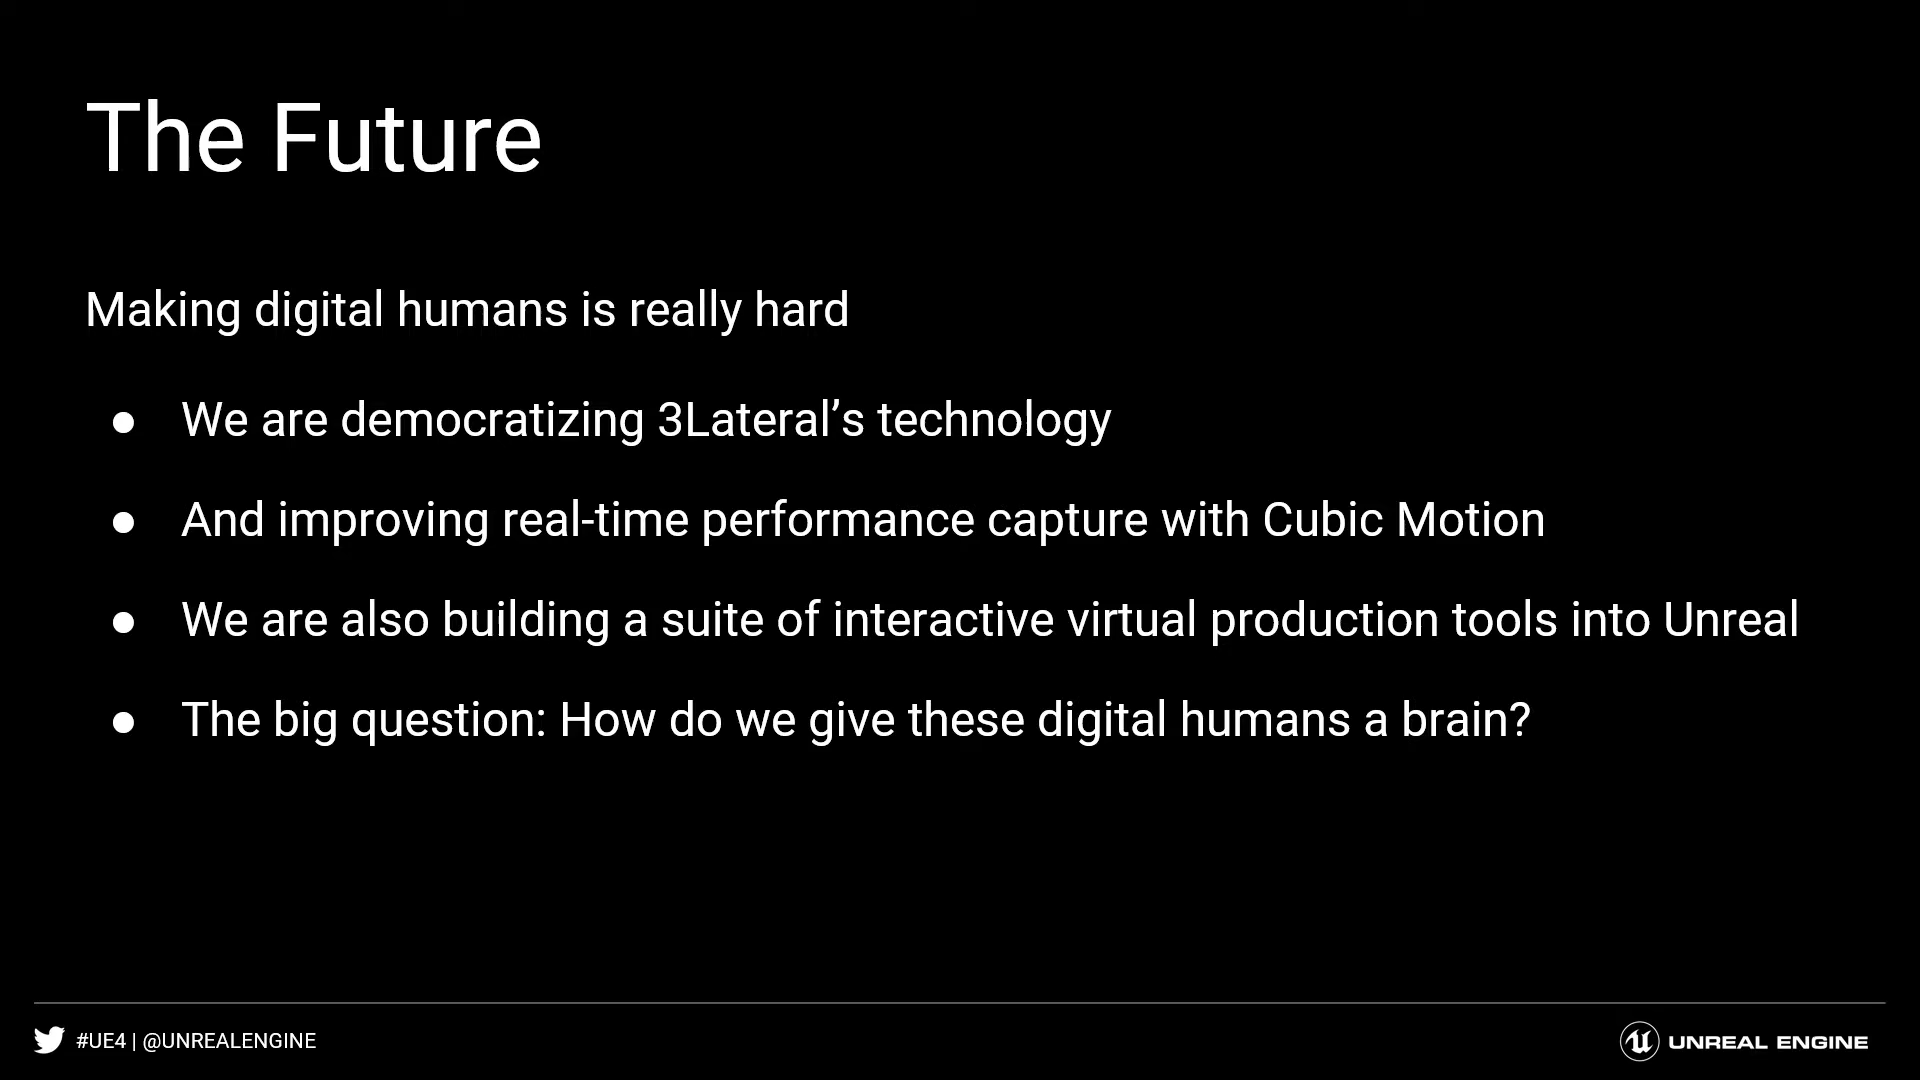 The Future
Making digital humans is really hard
● We are democratizing 3Lateral’s technology
● And improving real-time performance capture with Cubic Motion
● We are also building a suite of interactive virtual production tools into Unreal
● The big question: How do we give these digital humans a brain?
#UE4 | @UNREALENGINE
UNREAL ENGINE